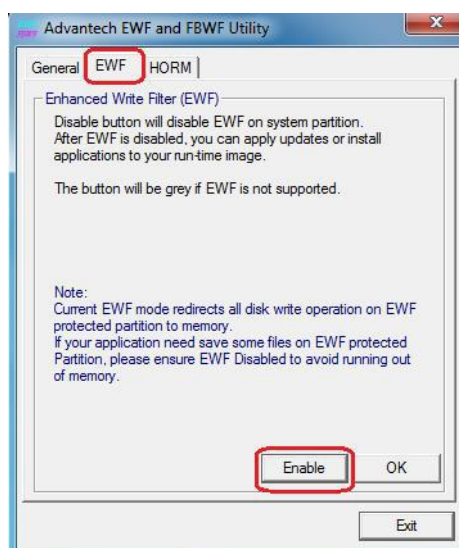 Advantech EWF and FBWF Utility
General EWF HORM
Enhanced Write Filter (EWF)
Disable button will disable EWF on system partition.
After EWF is disabled, you can apply updates or install
applications to your run-time image.
The button will be grey if EWF is not supported.
Note:
Current EWF mode redirects all disk write operation on EWF
protected partition to memory.
If your application need save some files on EWF protected
Partition, please ensure EWF Disabled to avoid running out
of memory.
Enable OK
Exit